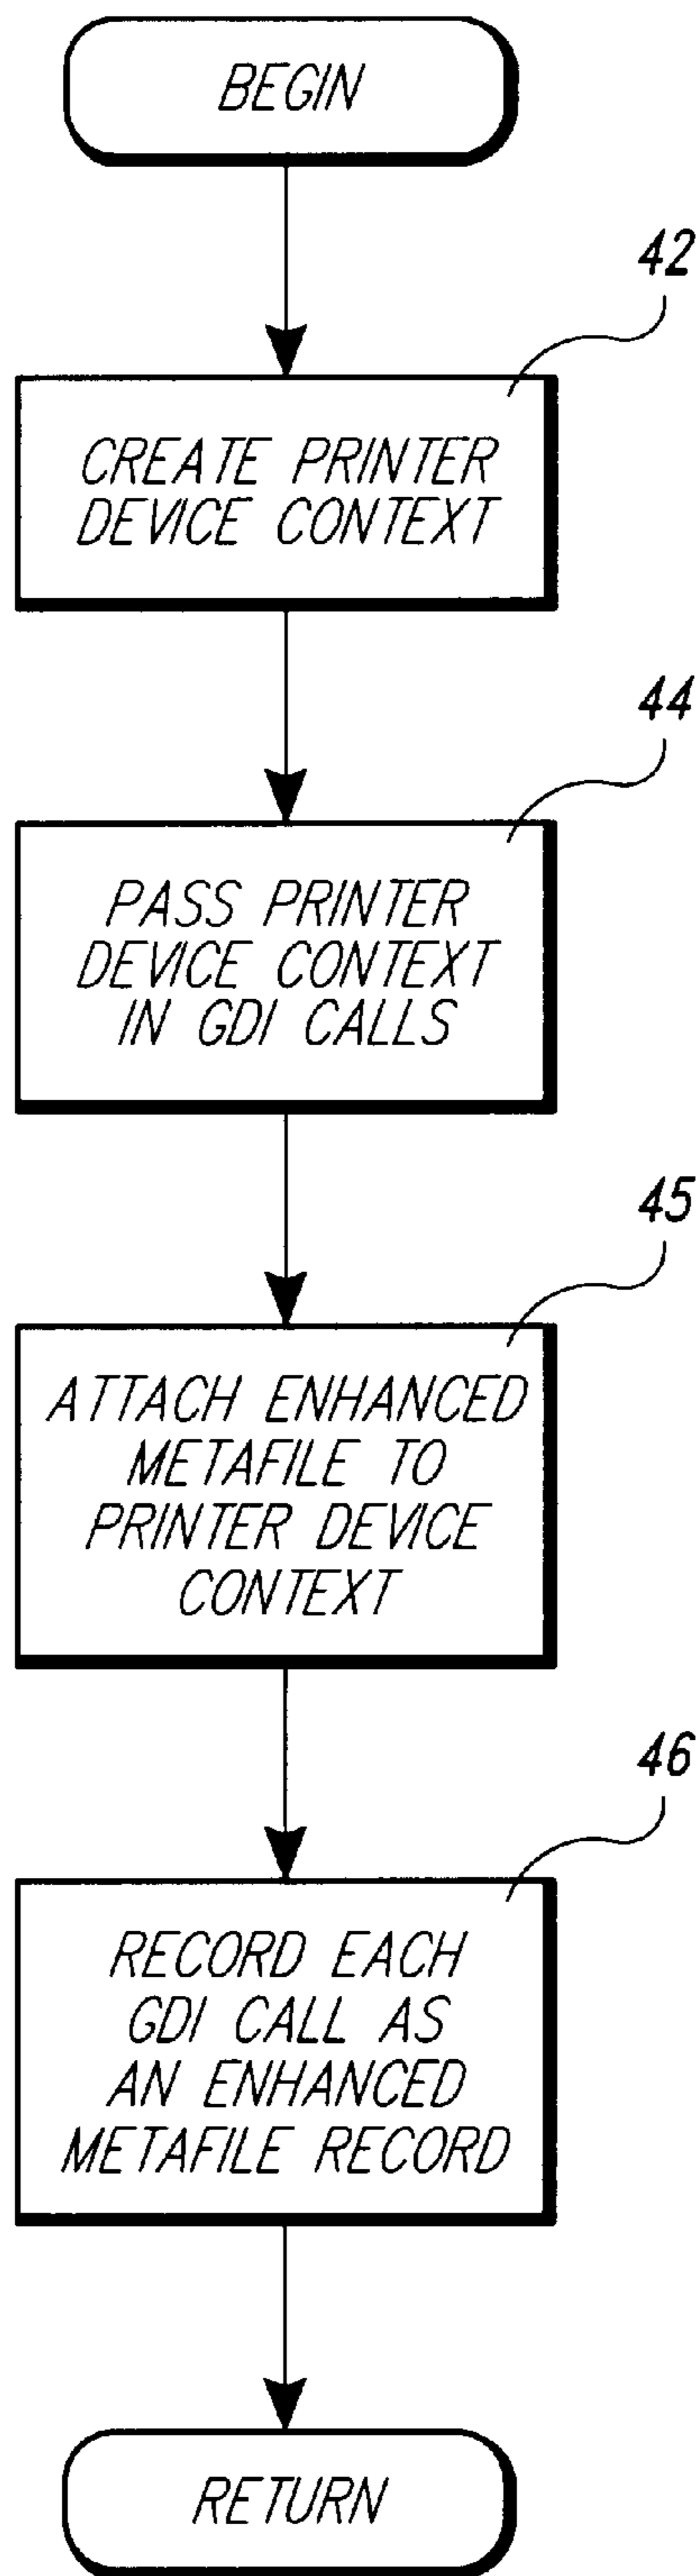 BEGIN
42
CREATE PRINTER
DEVICE CONTEXT
44
PASS PRINTER
DEVICE CONTEXT
IN GDI CALLS
45
ATTACH ENHANCED
METAFILE TO
PRINTER DEVICE
CONTEXT
46
RECORD EACH
GDI CALL AS
AN ENHANCED
METAFILE RECORD
RETURN